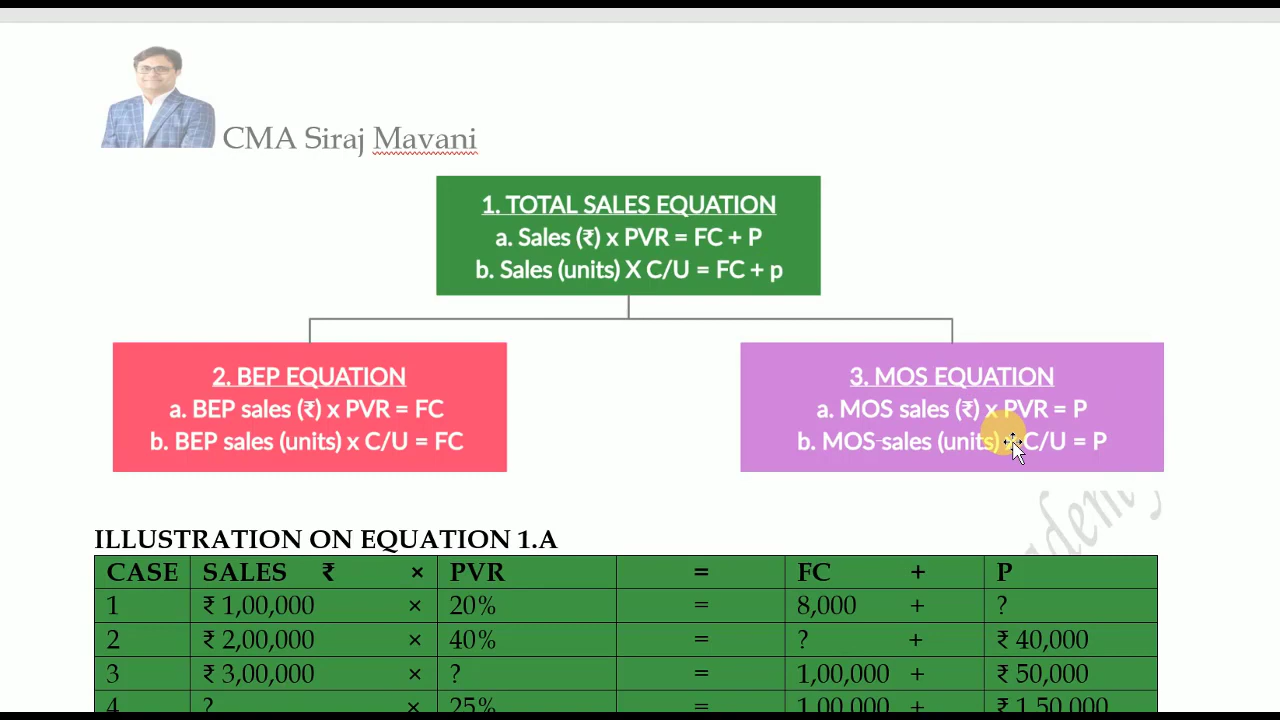 CMA Siraj Mavani
1. TOTAL SALES EQUATION
a. Sales (₹) x PVR = FC + P
b. Sales (units) X C/U = FC + p
2. BEP EQUATION
a. BEP sales (₹) x PVR = FC
b. BEP sales (units) x C/U = FC
3. MOS EQUATION
a. MOS sales (₹) x PVR = P
b. MOS sales (units) x C/U = P
ILLUSTRATION ON EQUATION 1.A
CASE SALES ₹ × PVR = FC + P
1 ₹ 1,00,000 × 20% = 8,000 + ?
2 ₹ 2,00,000 × 40% = ? + ₹ 40,000
3 ₹ 3,00,000 × ? = 1,00,000 + ₹ 50,000
4 ? × 25% = 1,00,000 + ₹ 1,50,000